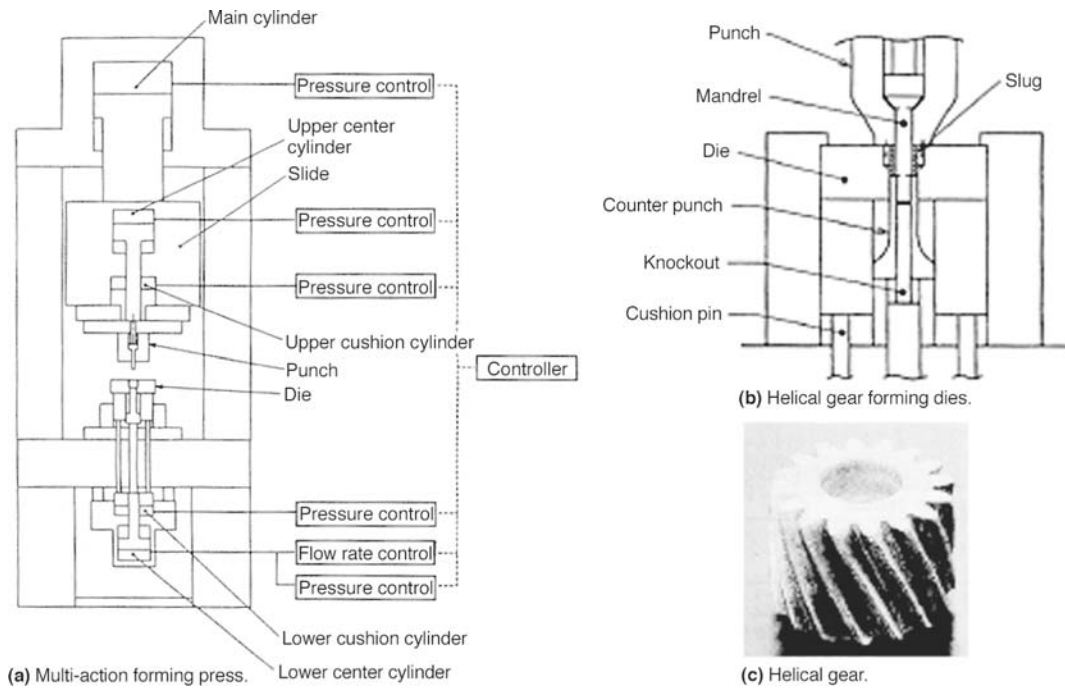 Main cylinder
Pressure control
Upper center
cylinder
Slide
Pressure control
Pressure control
Upper cushion cylinder
Punch
Controller
Die
Pressure control
Flow rate control
Pressure control
Lower cushion cylinder
Lower center cylinder
(a) Multi-action forming press.
Punch
Slug
Mandrel
Die
Counter punch
Knockout
Cushion pin
(b) Helical gear forming dies.
(c) Helical gear.